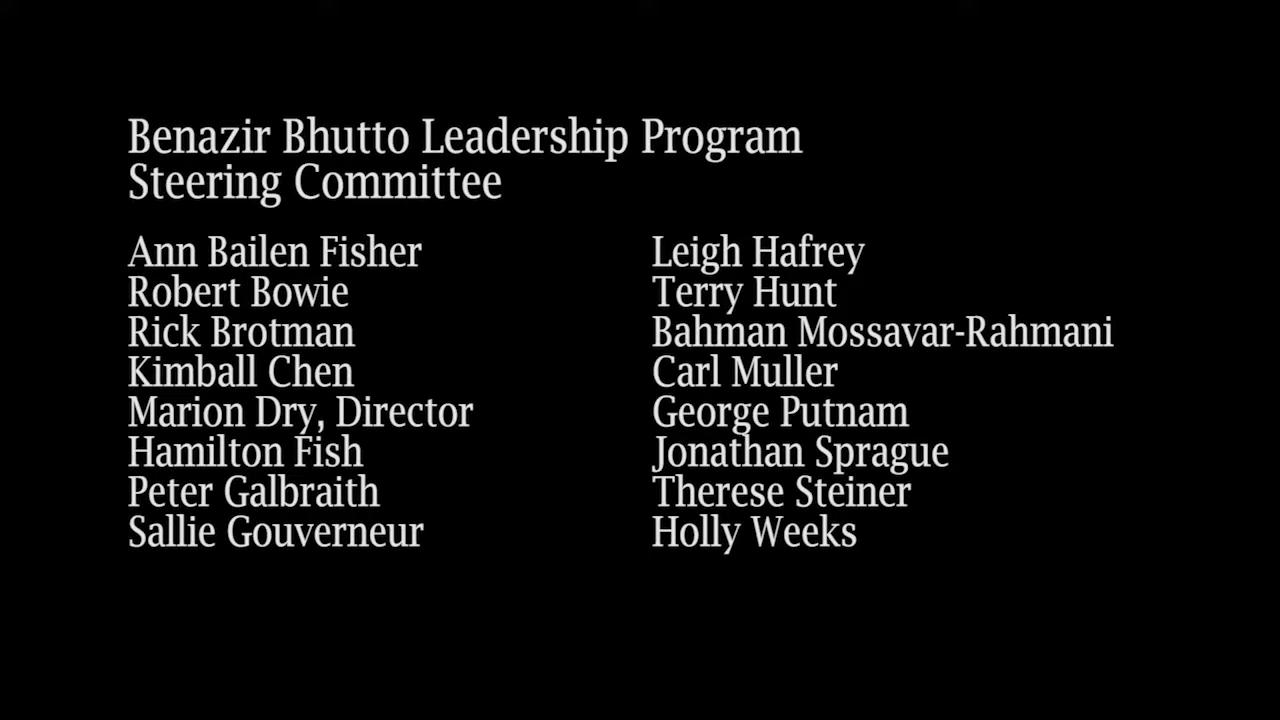 Benazir Bhutto Leadership Program
Steering Committee
Ann Bailen Fisher
Robert Bowie
Rick Brotman
Kimball Chen
Marion Dry, Director
Hamilton Fish
Peter Galbraith
Sallie Gouverneur
Leigh Hafrey
Terry Hunt
Bahman Mossavar-Rahmani
Carl Muller
George Putnam
Jonathan Sprague
Therese Steiner
Holly Weeks